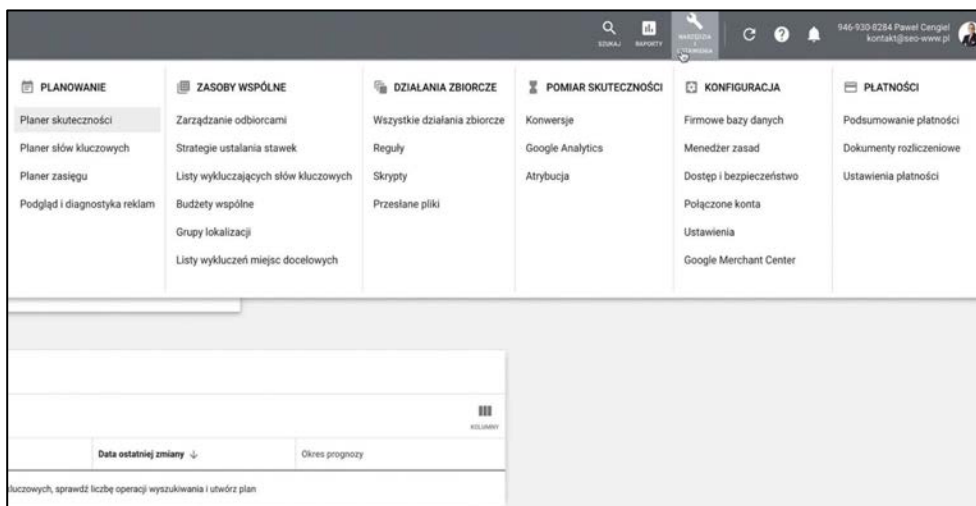 946-930-8284 Paweł Cengiel
kontakt@seo-www.pl
SZUKAJ
RAPORTY
NARZĘDZIA
I
USTAWIENIA
PLANOWANIE
Planer skuteczności
Planer słów kluczowych
Planer zasięgu
Podgląd i diagnostyka reklam
ZASOBY WSPÓLNE
Zarządzanie odbiorcami
Strategie ustalania stawek
Listy wykluczających słów kluczowych
Budżety wspólne
Grupy lokalizacji
Listy wykluczeń miejsc docelowych
DZIAŁANIA ZBIORCZE
Wszystkie działania zbiorcze
Reguły
Skrypty
Przesłane pliki
POMIAR SKUTECZNOŚCI
Konwersje
Google Analytics
Atrybucja
KONFIGURACJA
Firmowe bazy danych
Menedżer zasad
Dostęp i bezpieczeństwo
Połączone konta
Ustawienia
Google Merchant Center
PŁATNOŚCI
Podsumowanie płatności
Dokumenty rozliczeniowe
Ustawienia płatności
KOLUMNY
Data ostatniej zmiany ↓
Okres prognozy
luczowych, sprawdź liczbę operacji wyszukiwania i utwórz plan